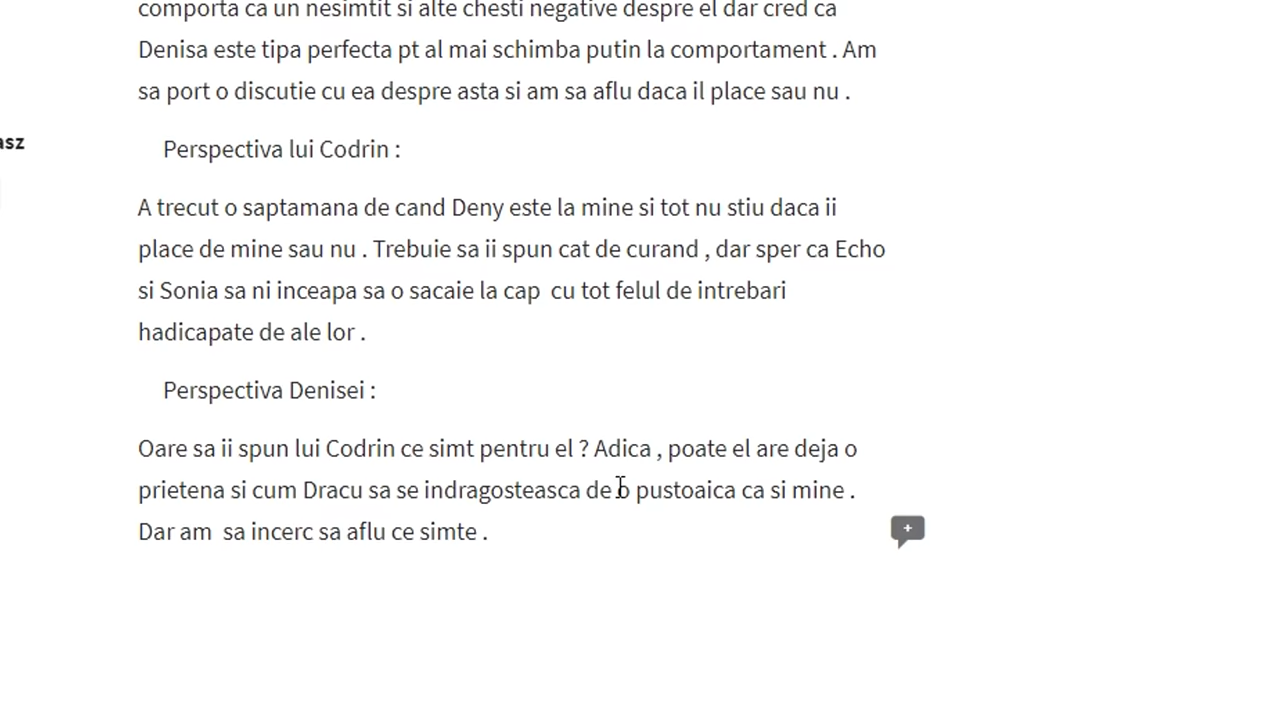 comporta ca un nesimtit si alte chesti negative despre el dar cred ca
Denisa este tipa perfecta pt al mai schimba putin la comportament . Am
sa port o discutie cu ea despre asta si am sa aflu daca il place sau nu .
asz
Perspectiva lui Codrin :
A trecut o saptamana de cand Deny este la mine si tot nu stiu daca ii
place de mine sau nu . Trebuie sa ii spun cat de curand , dar sper ca Echo
si Sonia sa ni inceapa sa o sacaie la cap  cu tot felul de intrebari
hadicapate de ale lor .
Perspectiva Denisei :
Oare sa ii spun lui Codrin ce simt pentru el ? Adica , poate el are deja o
prietena si cum Dracu sa se indragosteasca de o pustoaica ca si mine .
Dar am  sa incerc sa aflu ce simte .